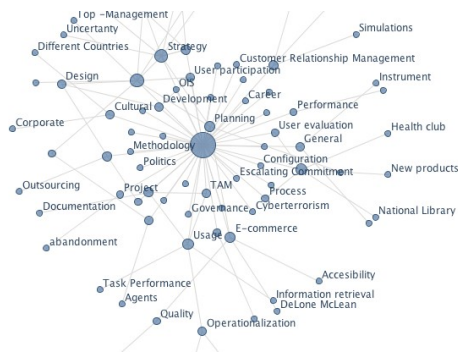 Top -Management
Uncertainty
Simulations
Different Countries
Strategy
Customer Relationship Management
User participation
Design
Instrument
OIS
Career
Development
Cultural
Performance
Planning
Corporate
User evaluation
Health club
General
Methodology
Politics
Configuration
Escalating Commitment
New products
Outsourcing
Project
TAM
Process
Documentation
Governance
Cyberterrorism
National Library
Usage
E-commerce
abandonment
Accesibility
Task Performance
Agents
Information retrieval
DeLone McLean
Quality
Operationalization